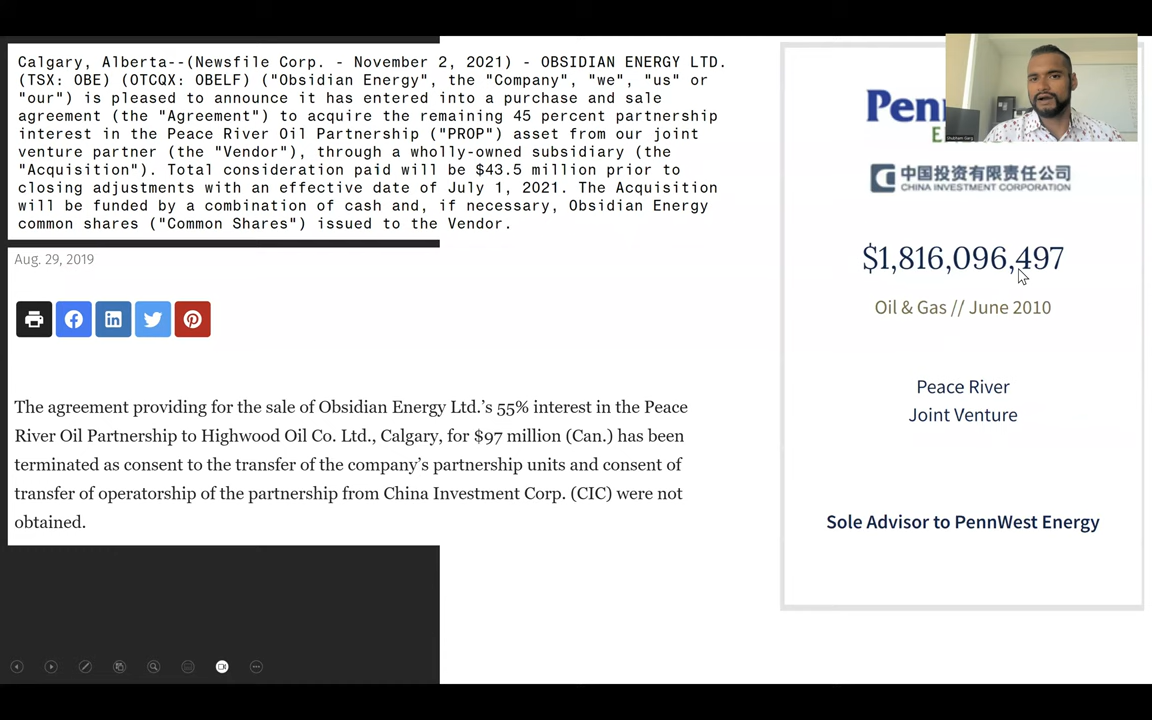 Calgary, Alberta--(Newsfile Corp. - November 2, 2021) - OBSIDIAN ENERGY LTD.
(TSX: OBE) (OTCQX: OBELF) ("Obsidian Energy", the "Company", "we", "us" or
"our") is pleased to announce it has entered into a purchase and sale
agreement (the "Agreement") to acquire the remaining 45 percent partnership
interest in the Peace River Oil Partnership ("PROP") asset from our joint
venture partner (the "Vendor"), through a wholly-owned subsidiary (the
"Acquisition"). Total consideration paid will be $43.5 million prior to
closing adjustments with an effective date of July 1, 2021. The Acquisition
will be funded by a combination of cash and, if necessary, Obsidian Energy
common shares ("Common Shares") issued to the Vendor.
Aug. 29, 2019
The agreement providing for the sale of Obsidian Energy Ltd.’s 55% interest in the Peace
River Oil Partnership to Highwood Oil Co. Ltd., Calgary, for $97 million (Can.) has been
terminated as consent to the transfer of the company’s partnership units and consent of
transfer of operatorship of the partnership from China Investment Corp. (CIC) were not
obtained.
Penn
E
中国投资有限责任公司
CHINA INVESTMENT CORPORATION
$1,816,096,497
Oil & Gas // June 2010
Peace River
Joint Venture
Sole Advisor to PennWest Energy